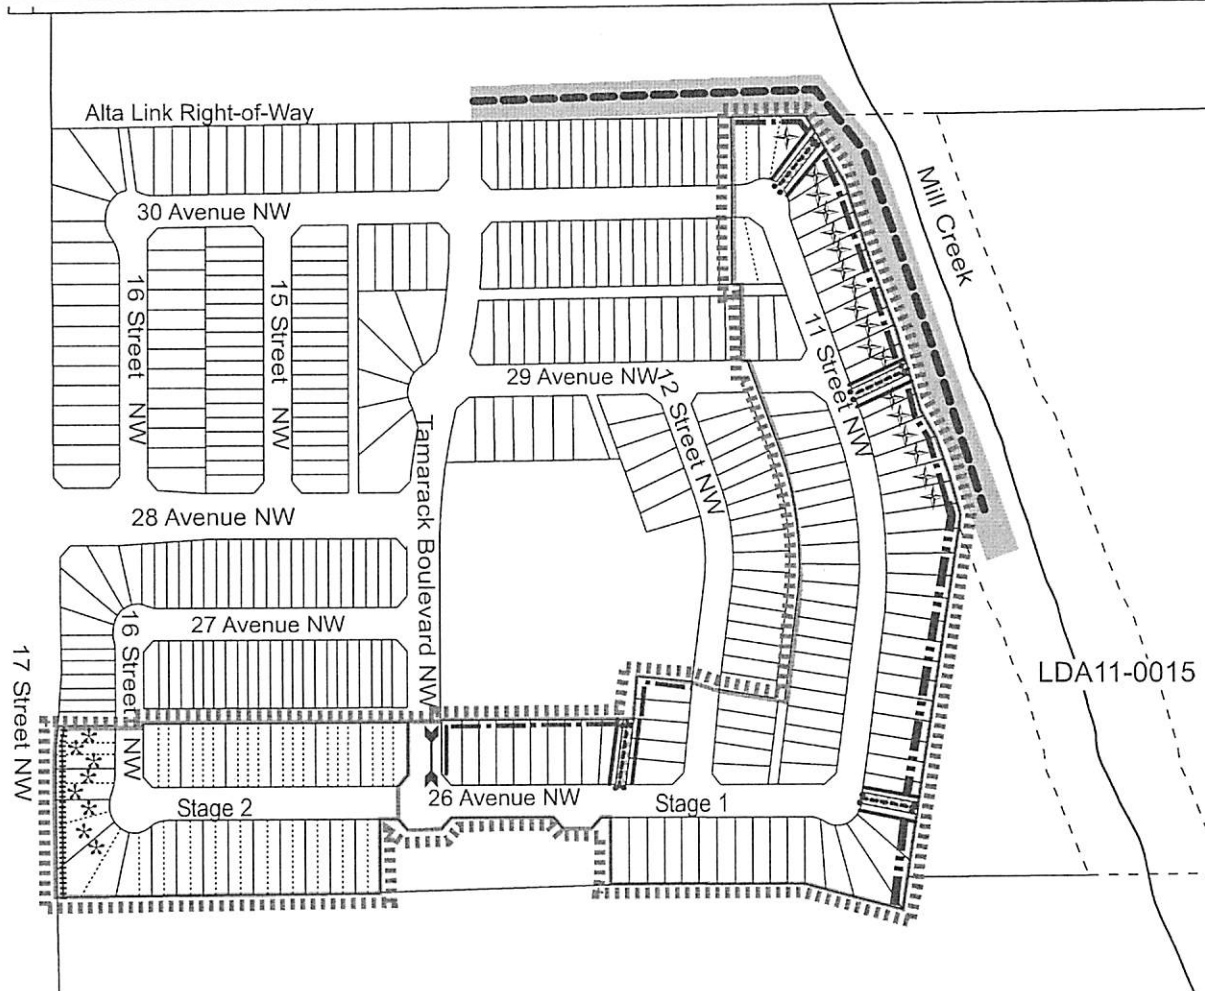 Alta Link Right-of-Way
Mill Creek
30 Avenue NW
16 Street NW
15 Street NW
11 Street NW
29 Avenue NW
12 Street NW
Tamarack Boulevard NW
28 Avenue NW
27 Avenue NW
16 Street NW
17 Street NW
LDA11-0015
26 Avenue NW
Stage 2
Stage 1